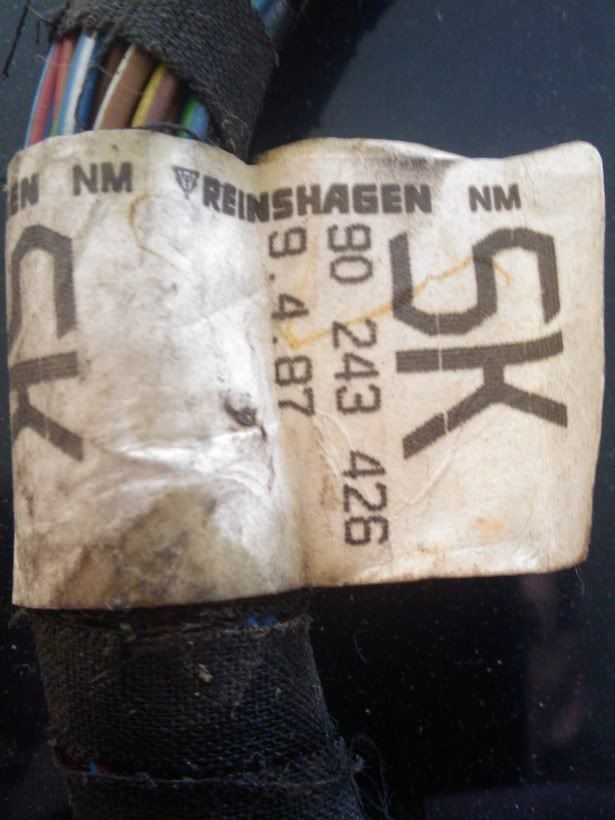 EN NM REINSHAGEN NM
SK
90 243 426
9.4.87
SK